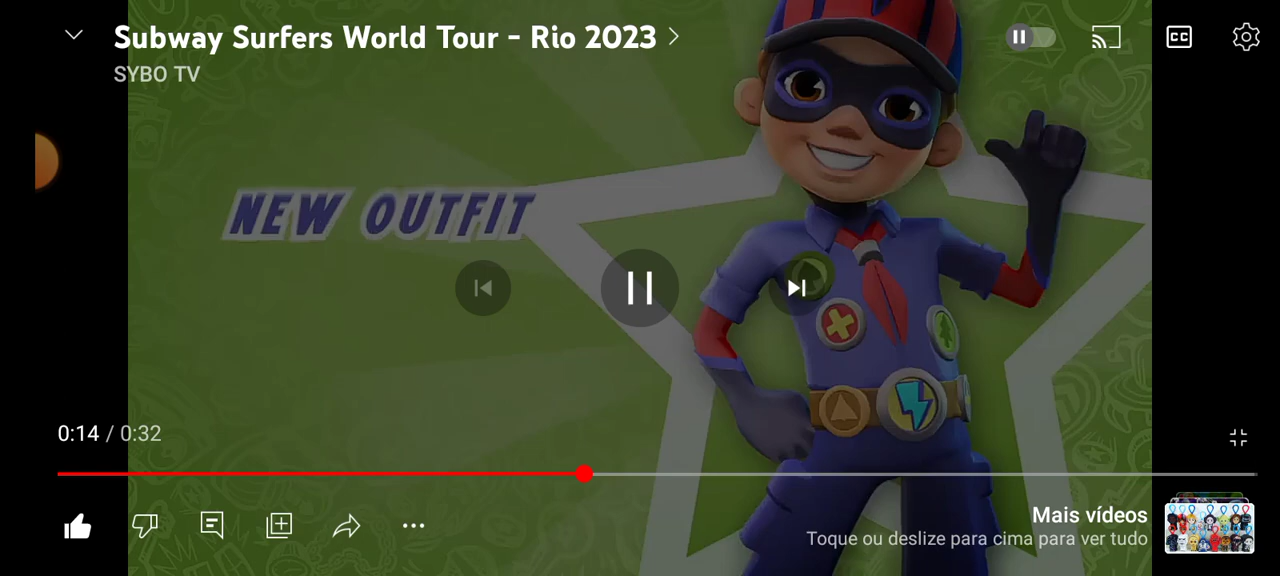 Subway Surfers World Tour - Rio 2023
SYBO TV
CC
NEW OUTFIT
0:14 / 0:32
Mais vídeos
Toque ou deslize para cima para ver tudo